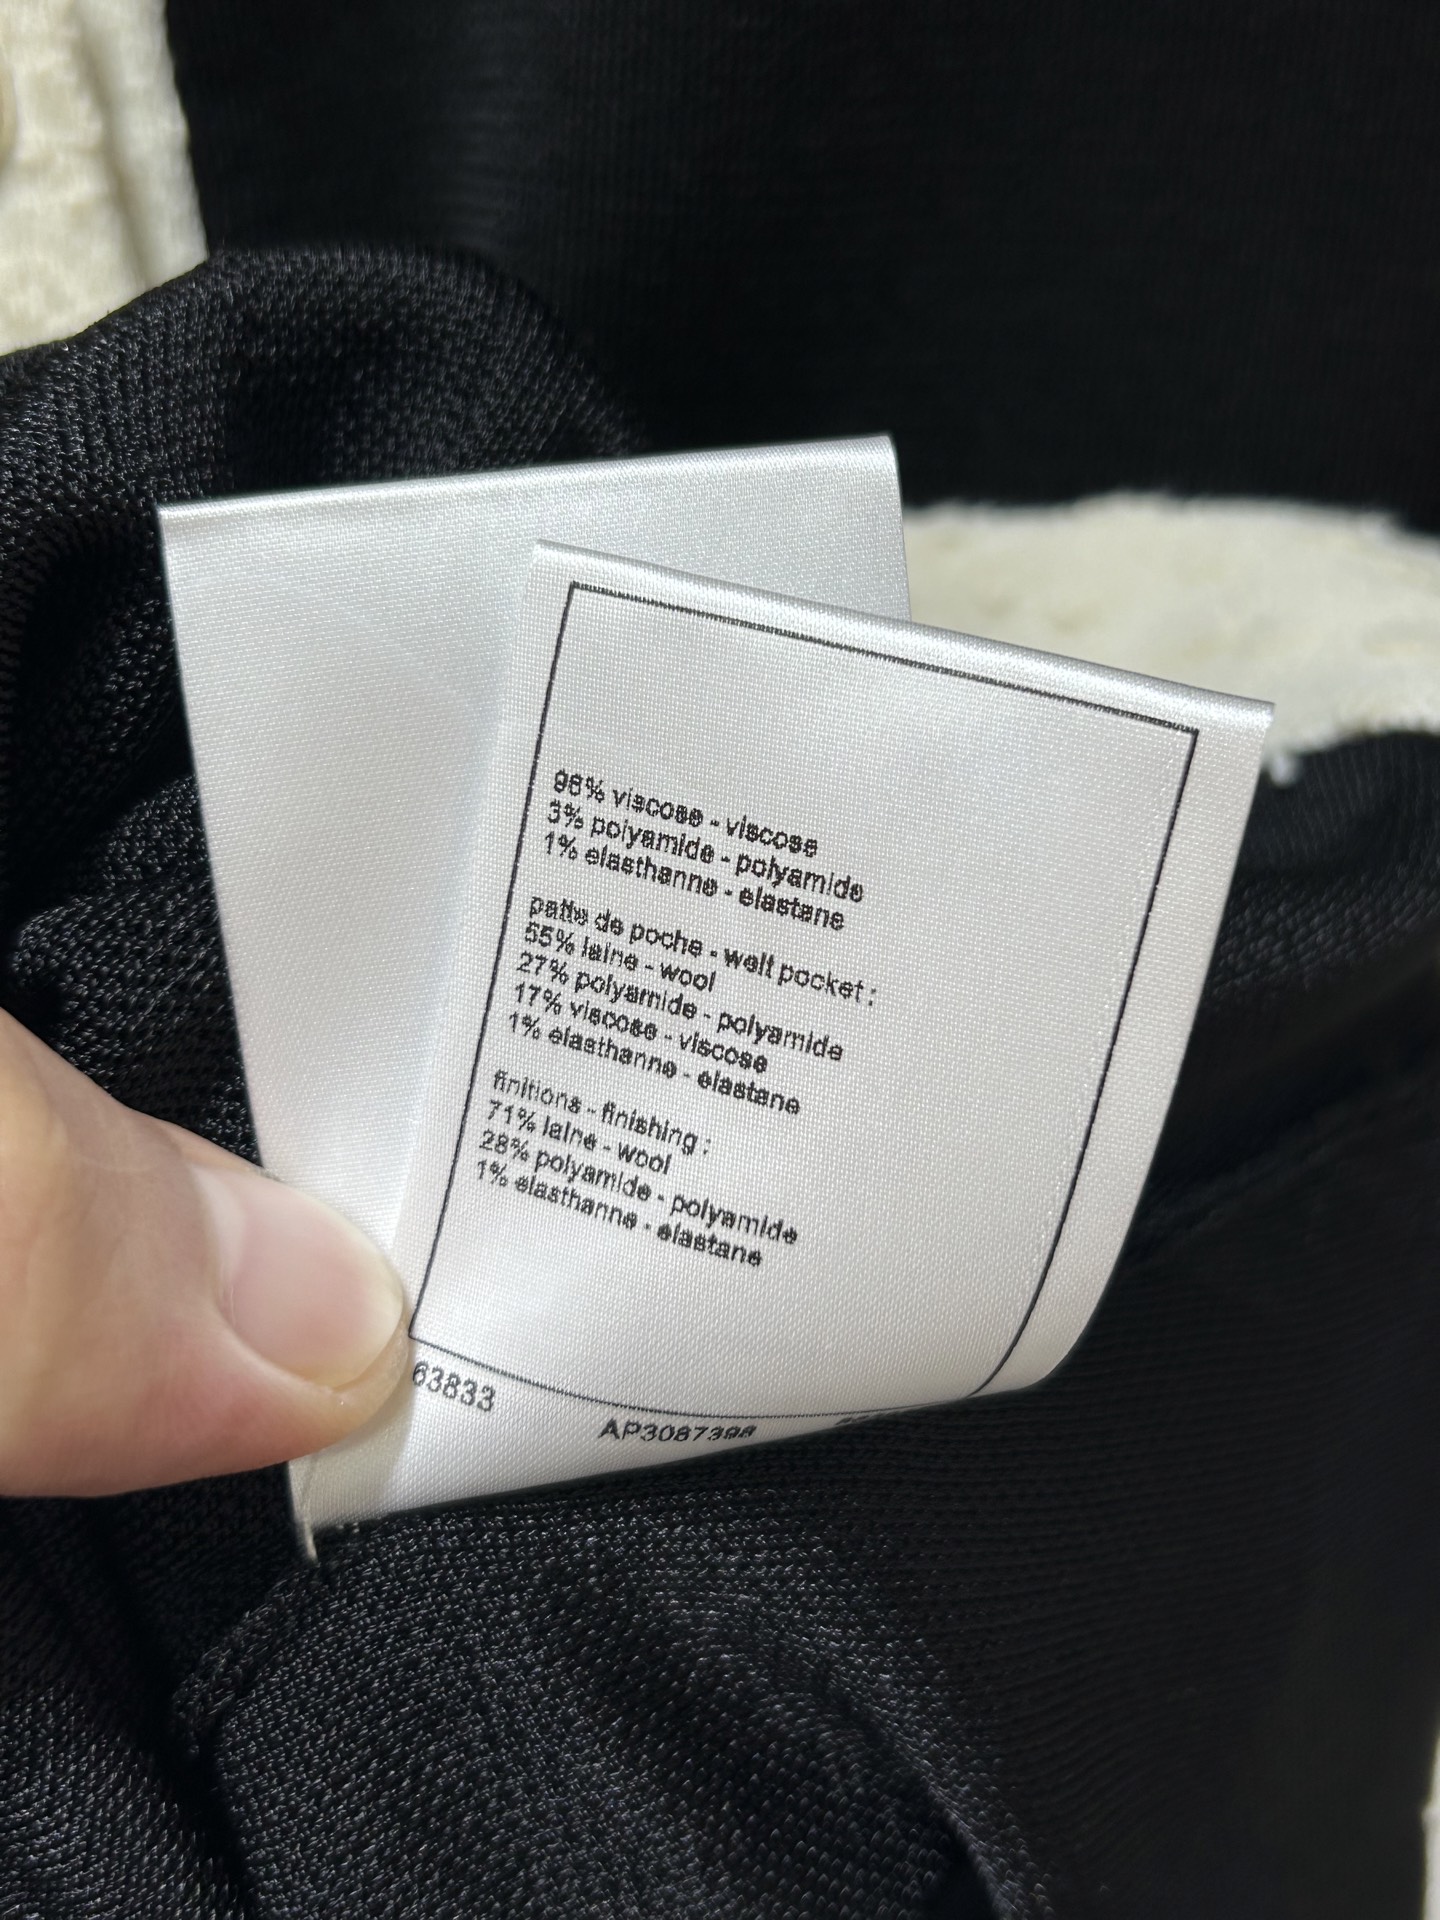 96% viscose - viscose
3% polyamide - polyamide
1% elasthanne - elastane
patte de poche - welt pocket :
55% laine - wool
27% polyamide - polyamide
17% viscose - viscose
1% elasthanne - elastane
finitions - finishing :
71% laine - wool
28% polyamide - polyamide
1% elasthanne - elastane
63833